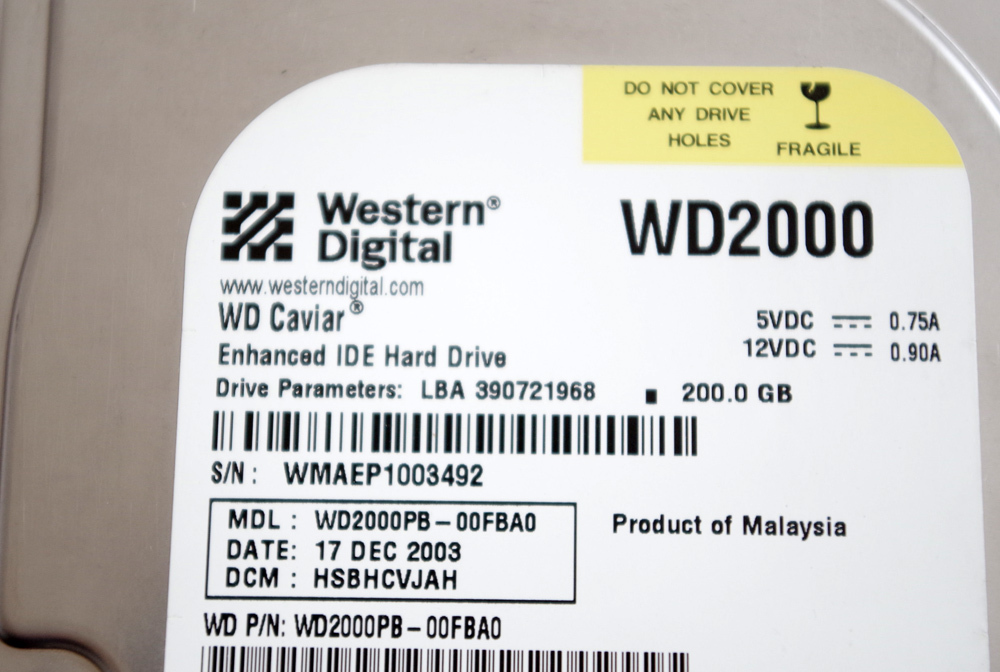 DO NOT COVER
ANY DRIVE
HOLES
FRAGILE
Western®
Digital
WD2000
www.westerndigital.com
WD Caviar®
5VDC 0.75A
12VDC 0.90A
Enhanced IDE Hard Drive
Drive Parameters: LBA 390721968 ▪ 200.0 GB
S/N: WMAEP1003492
MDL: WD2000PB-00FBA0
DATE: 17 DEC 2003
DCM: HSBHCVJAH
Product of Malaysia
WD P/N: WD2000PB-00FBA0